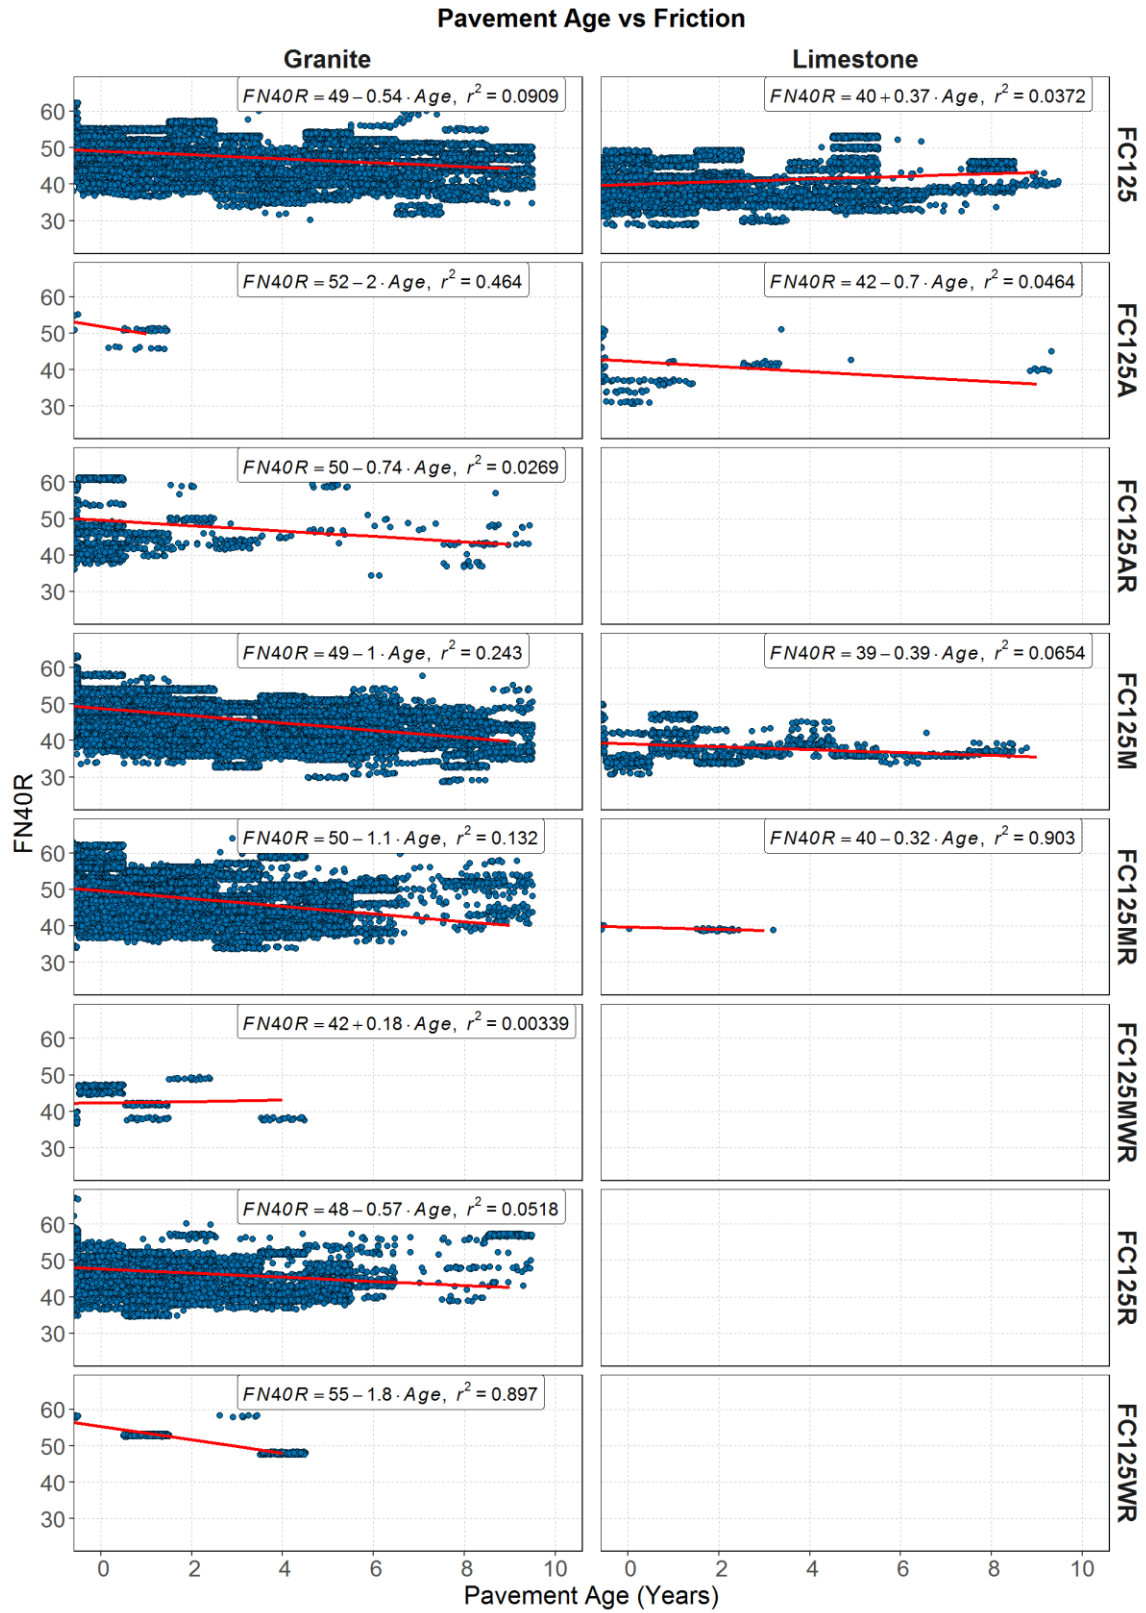 Pavement Age vs Friction
Granite
Limestone
FN40R = 49 − 0.54 · Age, r² = 0.0909
FN40R = 40 + 0.37 · Age, r² = 0.0372
60
50
40
30
FC125
FN40R = 52 − 2 · Age, r² = 0.464
FN40R = 42 − 0.7 · Age, r² = 0.0464
60
50
40
30
FC125A
FN40R = 50 − 0.74 · Age, r² = 0.0269
60
50
40
30
FC125AR
FN40R = 49 − 1 · Age, r² = 0.243
FN40R = 39 − 0.39 · Age, r² = 0.0654
60
50
40
30
FC125M
FN40R
FN40R = 50 − 1.1 · Age, r² = 0.132
FN40R = 40 − 0.32 · Age, r² = 0.903
60
50
40
30
FC125MR
FN40R = 42 + 0.18 · Age, r² = 0.00339
60
50
40
30
FC125MWR
FN40R = 48 − 0.57 · Age, r² = 0.0518
60
50
40
30
FC125R
FN40R = 55 − 1.8 · Age, r² = 0.897
60
50
40
30
FC125WR
0 2 4 6 8 10
0 2 4 6 8 10
Pavement Age (Years)